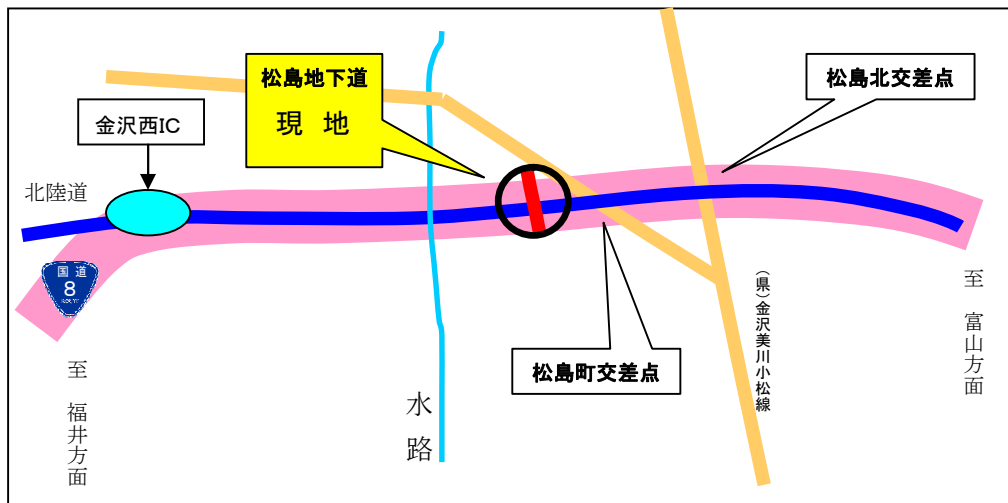 松島地下道
現 地
松島北交差点
金沢西IC
北陸道
国道
8
ROUTE
松島町交差点
(県)金沢美川小松線
至 富山方面
至 福井方面
水路